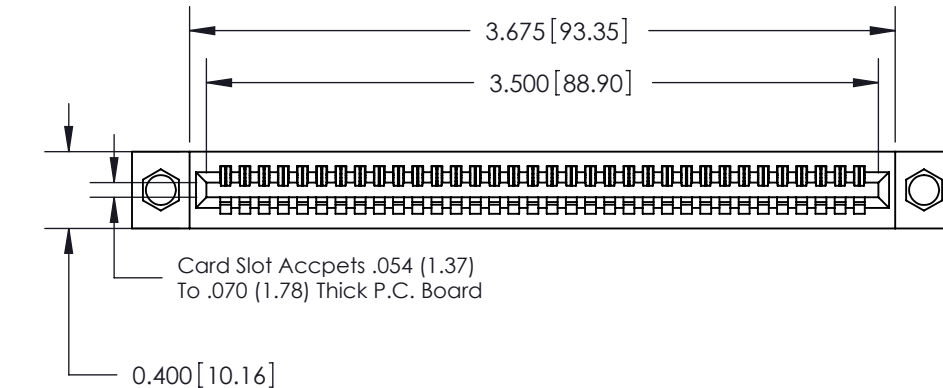 3.675[93.35]
3.500[88.90]
Card Slot Accpets .054 (1.37)
To .070 (1.78) Thick P.C. Board
0.400[10.16]